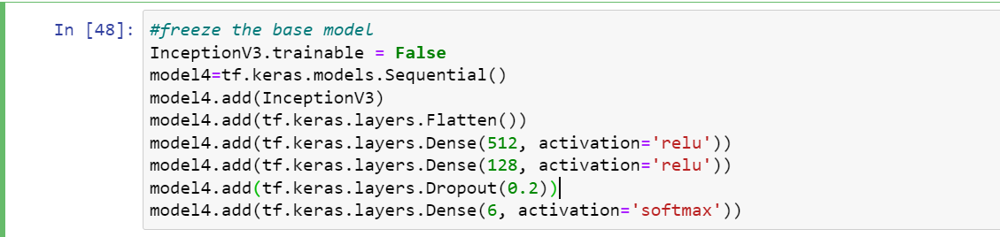 In [48]: #freeze the base model
InceptionV3.trainable = False
model4=tf.keras.models.Sequential()
model4.add(InceptionV3)
model4.add(tf.keras.layers.Flatten())
model4.add(tf.keras.layers.Dense(512, activation='relu'))
model4.add(tf.keras.layers.Dense(128, activation='relu'))
model4.add(tf.keras.layers.Dropout(0.2))
model4.add(tf.keras.layers.Dense(6, activation='softmax'))